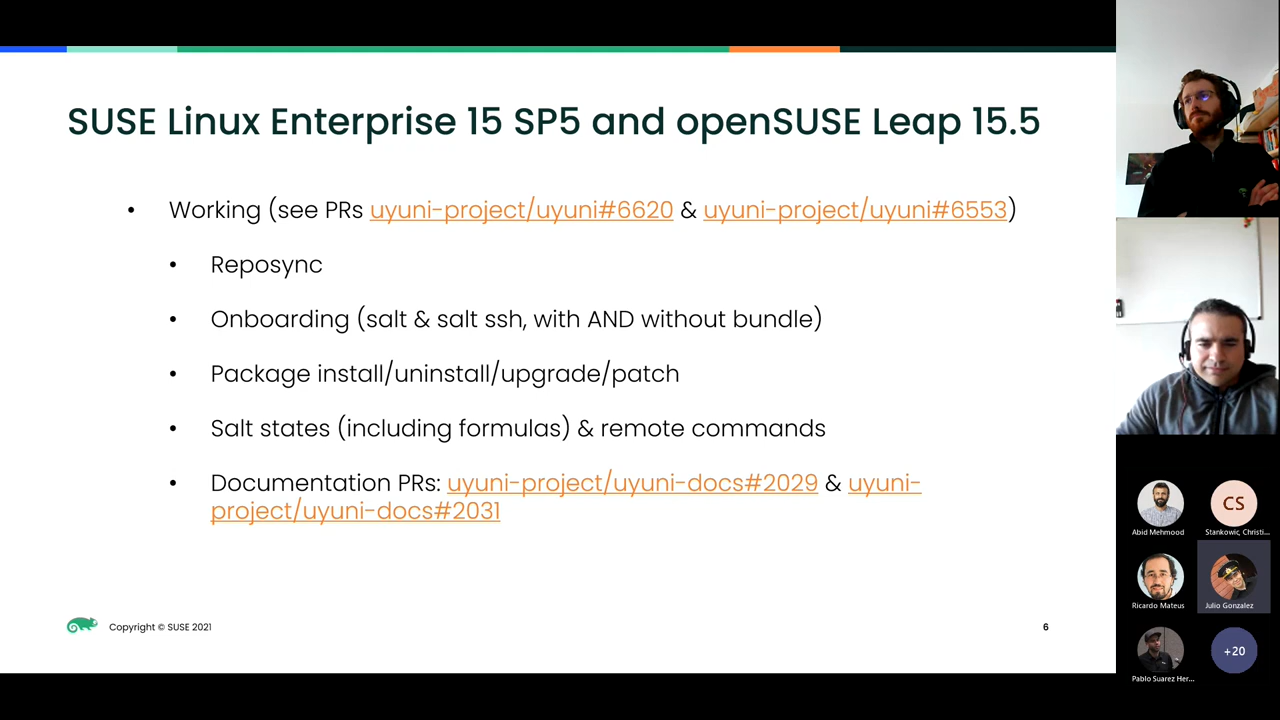 SUSE Linux Enterprise 15 SP5 and openSUSE Leap 15.5
• Working (see PRs uyuni-project/uyuni#6620 & uyuni-project/uyuni#6553)
• Reposync
• Onboarding (salt & salt ssh, with AND without bundle)
• Package install/uninstall/upgrade/patch
• Salt states (including formulas) & remote commands
• Documentation PRs: uyuni-project/uyuni-docs#2029 & uyuni-
project/uyuni-docs#2031
Copyright © SUSE 2021
6
CS
Abid Mehmood
Stankowic, Christi...
Ricardo Mateus
Julio Gonzalez
+20
Pablo Suarez Her...